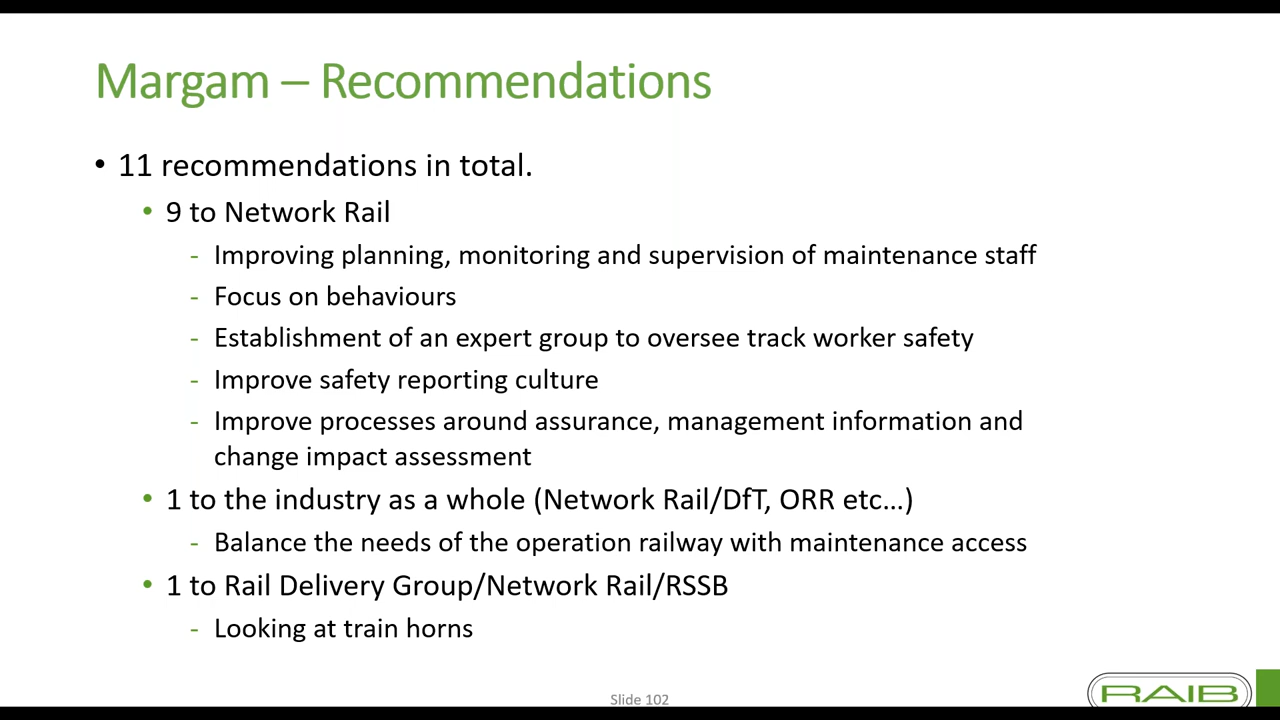 Margam – Recommendations
• 11 recommendations in total.
• 9 to Network Rail
- Improving planning, monitoring and supervision of maintenance staff
- Focus on behaviours
- Establishment of an expert group to oversee track worker safety
- Improve safety reporting culture
- Improve processes around assurance, management information and
change impact assessment
• 1 to the industry as a whole (Network Rail/DfT, ORR etc…)
- Balance the needs of the operation railway with maintenance access
• 1 to Rail Delivery Group/Network Rail/RSSB
- Looking at train horns
Slide 102
RAIB